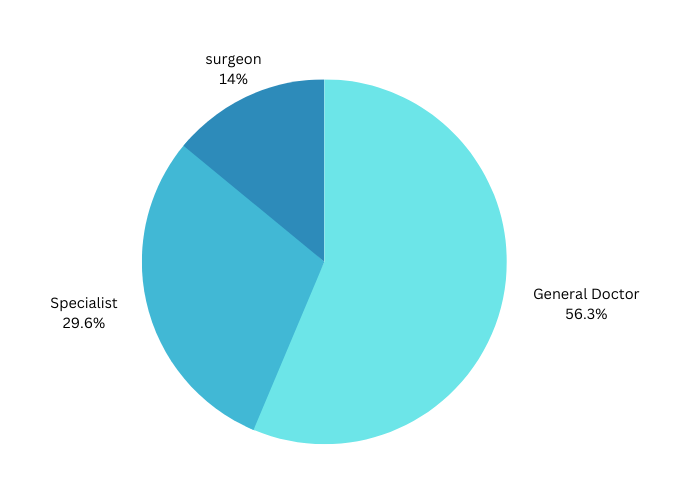 surgeon
14%
General Doctor
56.3%
Specialist
29.6%